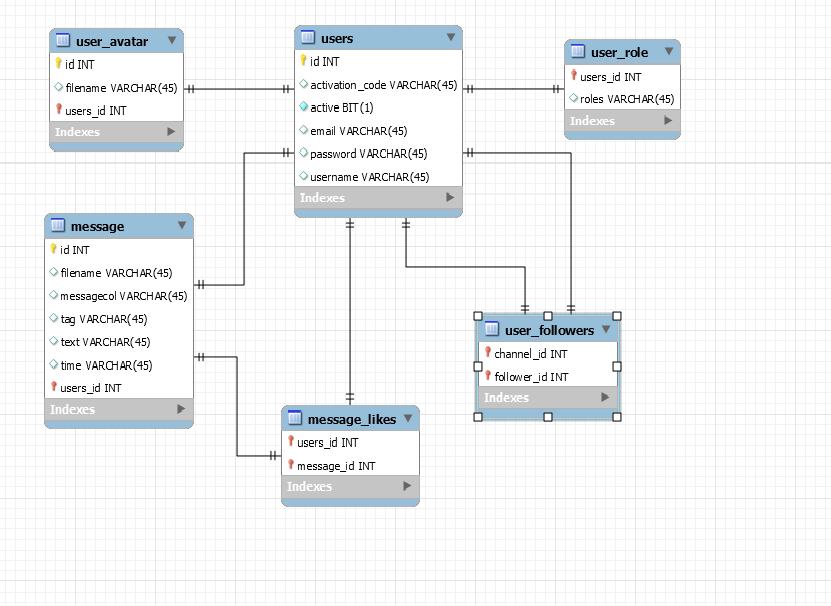 user_avatar
id INT
filename VARCHAR(45)
users_id INT
Indexes
users
id INT
activation_code VARCHAR(45)
active BIT(1)
email VARCHAR(45)
password VARCHAR(45)
username VARCHAR(45)
Indexes
user_role
users_id INT
roles VARCHAR(45)
Indexes
message
id INT
filename VARCHAR(45)
messagecol VARCHAR(45)
tag VARCHAR(45)
text VARCHAR(45)
time VARCHAR(45)
users_id INT
Indexes
user_followers
channel_id INT
follower_id INT
Indexes
message_likes
users_id INT
message_id INT
Indexes